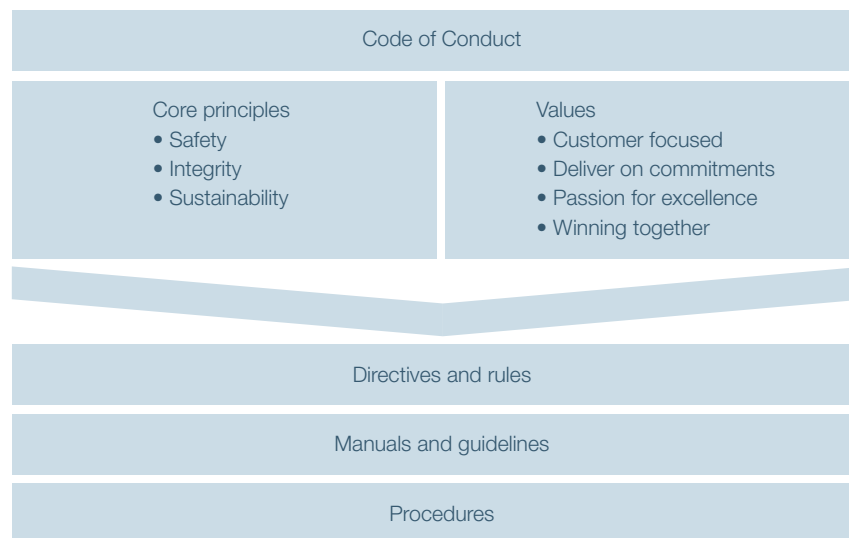 Code of Conduct
Core principles
• Safety
• Integrity
• Sustainability
Values
• Customer focused
• Deliver on commitments
• Passion for excellence
• Winning together
Directives and rules
Manuals and guidelines
Procedures